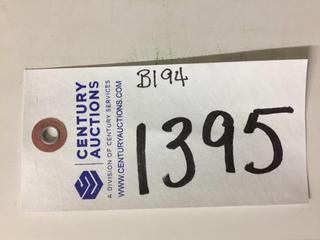 CENTURY
AUCTIONS
A DIVISION OF CENTURY SERVICES
WWW.CENTURYAUCTIONS.COM
B194
1395